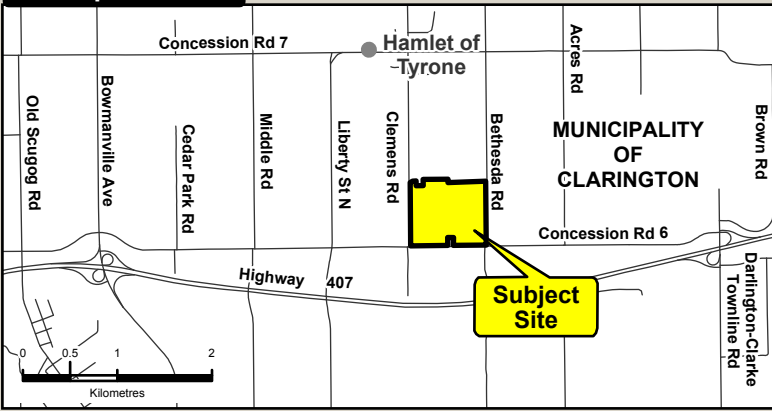 Concession Rd 7
Hamlet of
Tyrone
Acres Rd
Old Scugog Rd
Bowmanville Ave
Cedar Park Rd
Middle Rd
Liberty St N
Clemens Rd
Bethesda Rd
MUNICIPALITY
OF
CLARINGTON
Brown Rd
Concession Rd 6
Highway 407
Subject
Site
Darlington-Clarke
Townline Rd
0 0.5 1 2
Kilometres